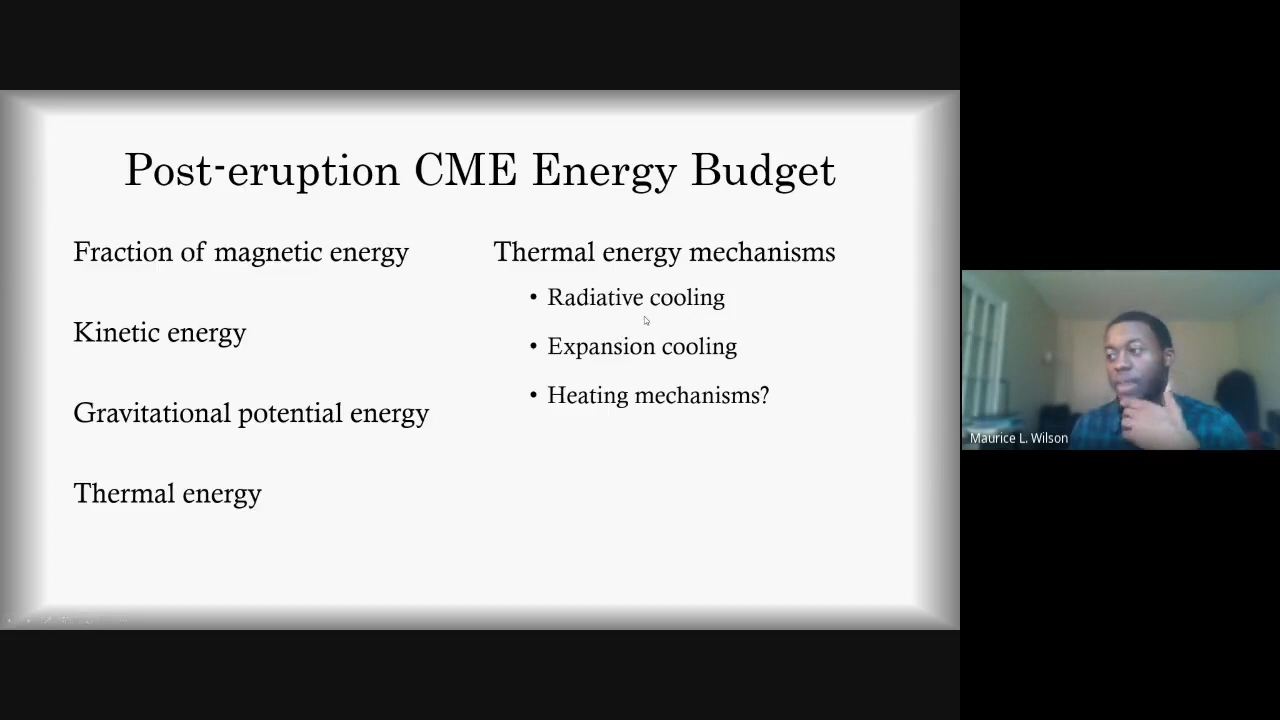 Post-eruption CME Energy Budget
Fraction of magnetic energy
Kinetic energy
Gravitational potential energy
Thermal energy
Thermal energy mechanisms
• Radiative cooling
• Expansion cooling
• Heating mechanisms?
Maurice L. Wilson